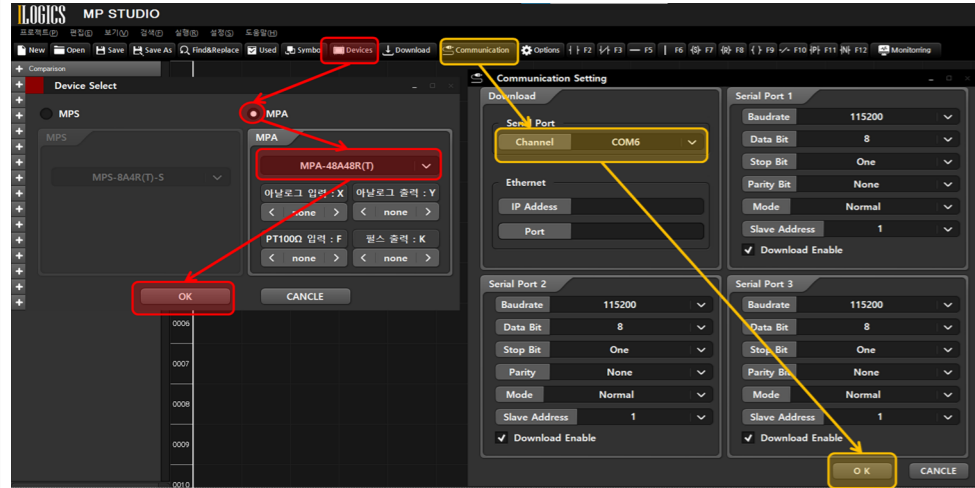 ILOGICS MP STUDIO
프로젝트(P) 편집(E) 보기(V) 검색(F) 실행(R) 설정(S) 도움말(H)
New Open Save Save As Find&Replace Used Symbo Devices Download Communication Options F2 F3 F5 F6 F7 F8 F9 F10 F11 F12 Monitoring
Comparison
Device Select
MPS
MPA
MPS
MPS-8A4R(T)-S
MPA
MPA-48A48R(T)
아날로그 입력 : X 아날로그 출력 : Y
< none > < none >
PT100Ω 입력 : F 펄스 출력 : K
< none > < none >
OK CANCLE
0006
0007
0008
0009
0010
Communication Setting
Download
Serial Port
Channel COM6
Ethernet
IP Addess
Port
Serial Port 1
Baudrate 115200
Data Bit 8
Stop Bit One
Parity Bit None
Mode Normal
Slave Address 1
Download Enable
Serial Port 2
Baudrate 115200
Data Bit 8
Stop Bit One
Parity None
Mode Normal
Slave Address 1
Download Enable
Serial Port 3
Baudrate 115200
Data Bit 8
Stop Bit One
Parity Bit None
Mode Normal
Slave Address 1
Download Enable
O K CANCLE